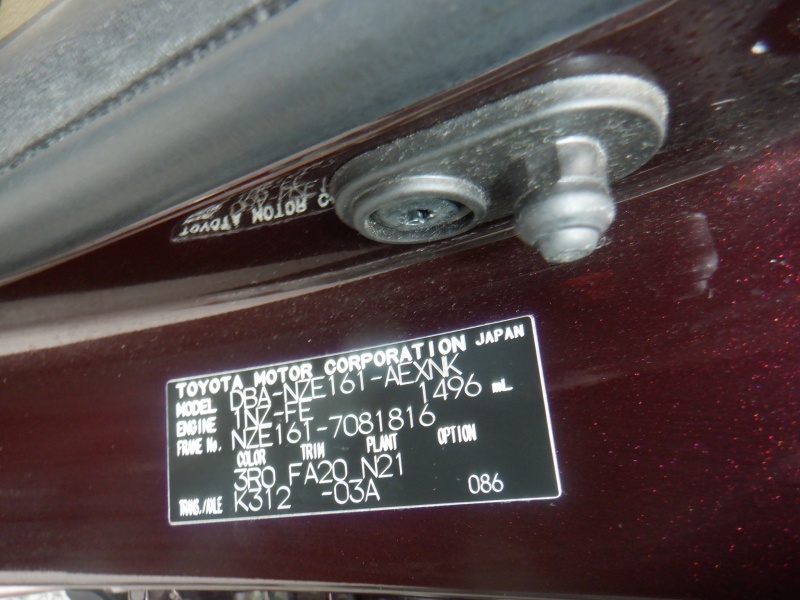 TOYOTA MOTOR CORPORATION JAPAN
MODEL DBA-NZE161-AEXNK
ENGINE 1NZ-FE 1496 mL
FRAME No. NZE161-7081816
COLOR TRIM PLANT OPTION
3R0 FA20 N21
TRANS./AXLE K312 -03A 086